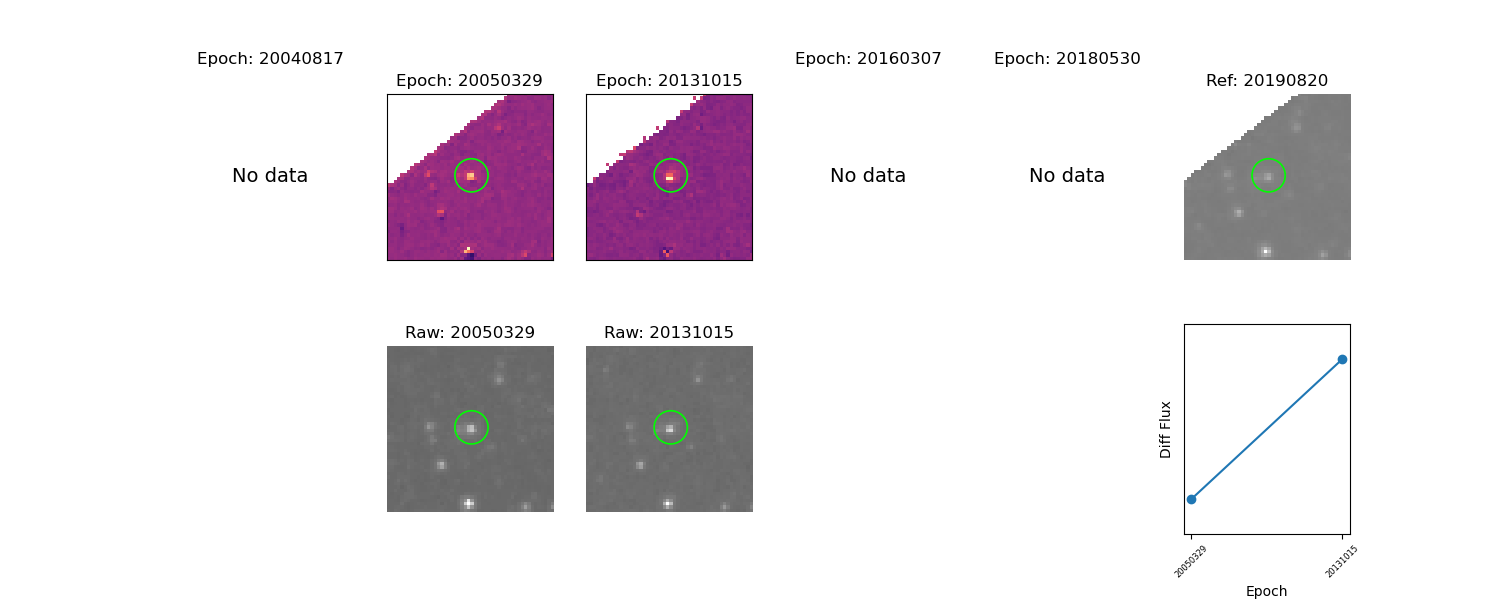 Epoch: 20040817
Epoch: 20050329
Epoch: 20131015
Epoch: 20160307
Epoch: 20180530
Ref: 20190820
No data
No data
No data
Raw: 20050329
Raw: 20131015
Diff Flux
20050329
20131015
Epoch